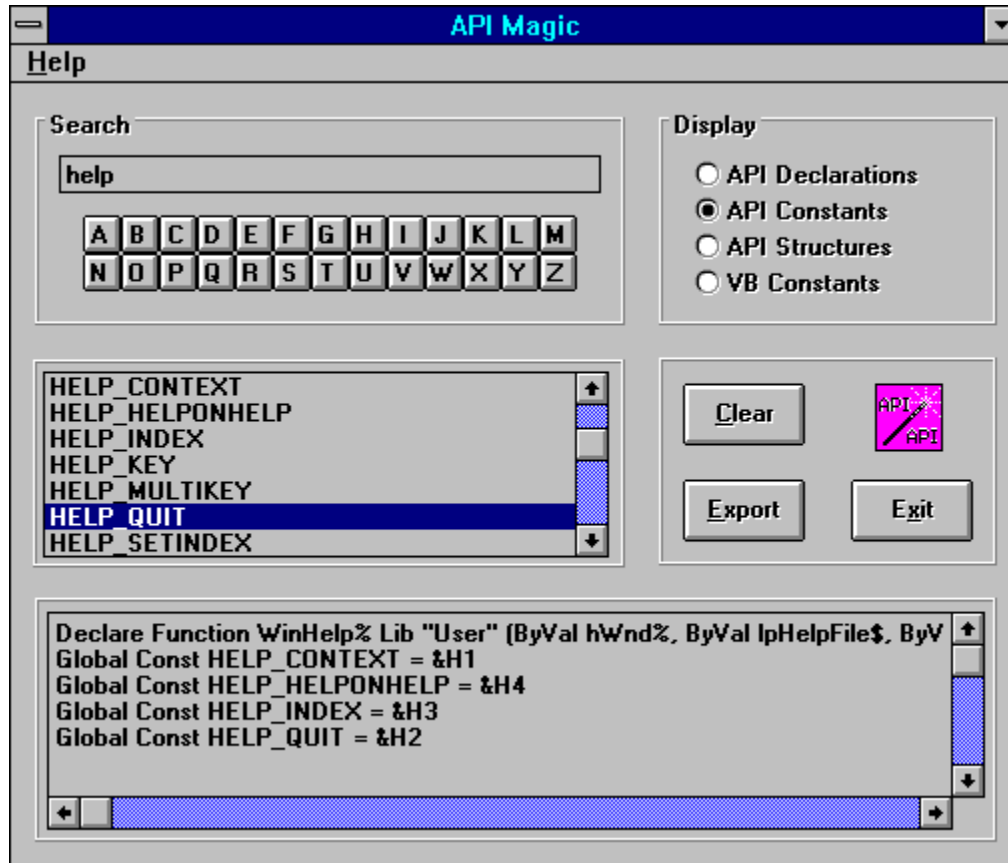 API Magic
Help
Search
help
A B C D E F G H I J K L M
N O P Q R S T U V W X Y Z
Display
API Declarations
API Constants
API Structures
VB Constants
HELP_CONTEXT
HELP_HELPONHELP
HELP_INDEX
HELP_KEY
HELP_MULTIKEY
HELP_QUIT
HELP_SETINDEX
Clear
API
API
Export
Exit
Declare Function WinHelp% Lib "User" (ByVal hWnd%, ByVal lpHelpFile$, ByV
Global Const HELP_CONTEXT = &H1
Global Const HELP_HELPONHELP = &H4
Global Const HELP_INDEX = &H3
Global Const HELP_QUIT = &H2